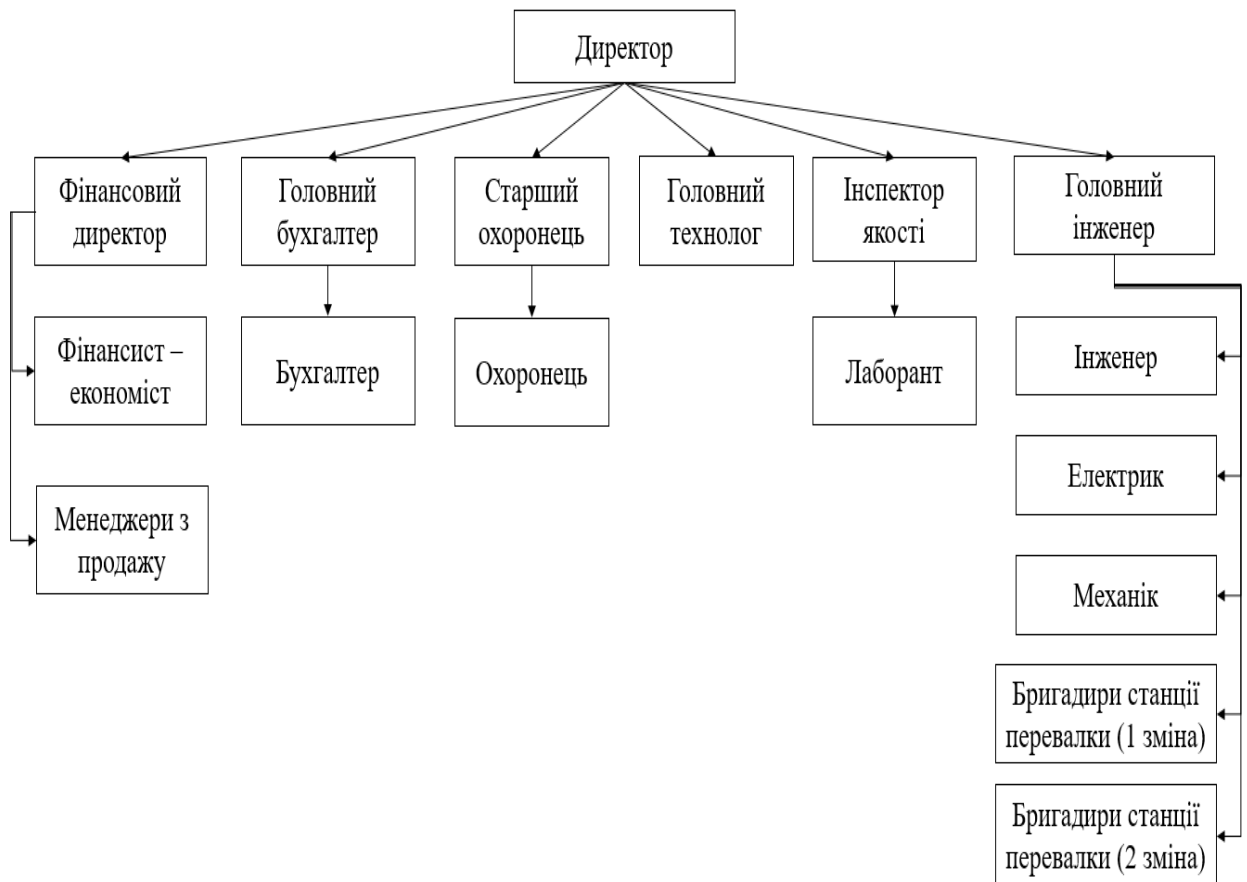 Директор
Фінансовий
директор
Головний
бухгалтер
Старший
охоронець
Головний
технолог
Інспектор
якості
Головний
інженер
Фінансист –
економіст
Бухгалтер
Охоронець
Лаборант
Інженер
Електрик
Менеджери з
продажу
Механік
Бригадири станції
перевалки (1 зміна)
Бригадири станції
перевалки (2 зміна)